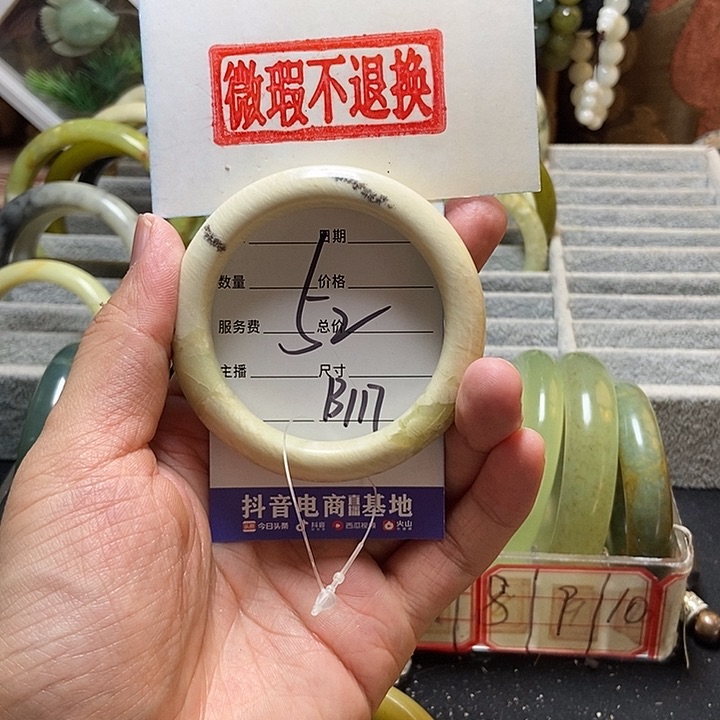 微瑕不退换
日期
数量 价格
服务费 总价
主播 尺寸
52
B117
抖音电商直播基地
今日头条 抖音 西瓜视频 火山
8 P 110